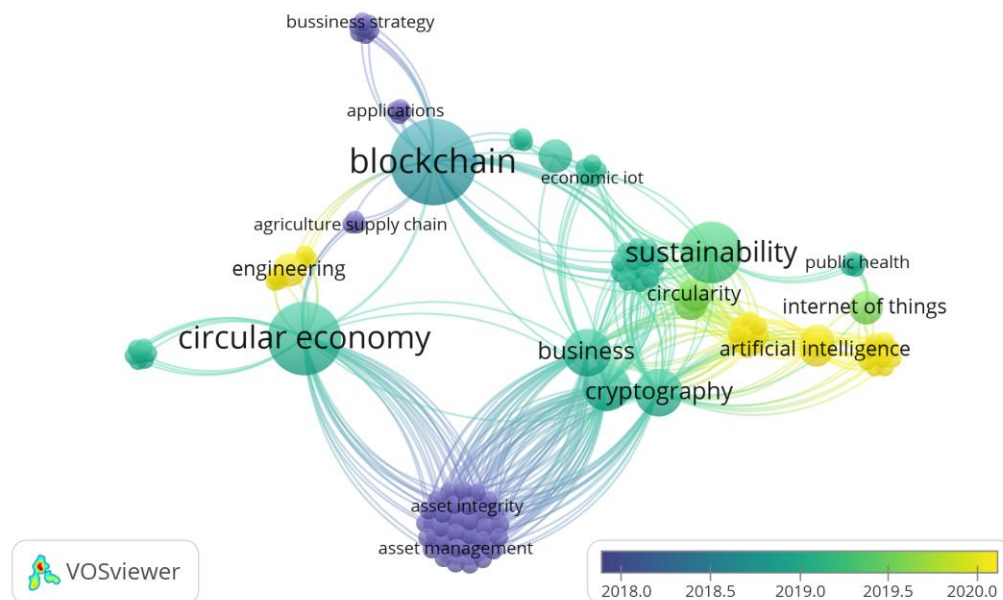 bussiness strategy
applications
blockchain
economic iot
agriculture supply chain
sustainability
public health
engineering
circularity
internet of things
circular economy
business
artificial intelligence
cryptography
asset integrity
asset management
VOSviewer
2018.0 2018.5 2019.0 2019.5 2020.0